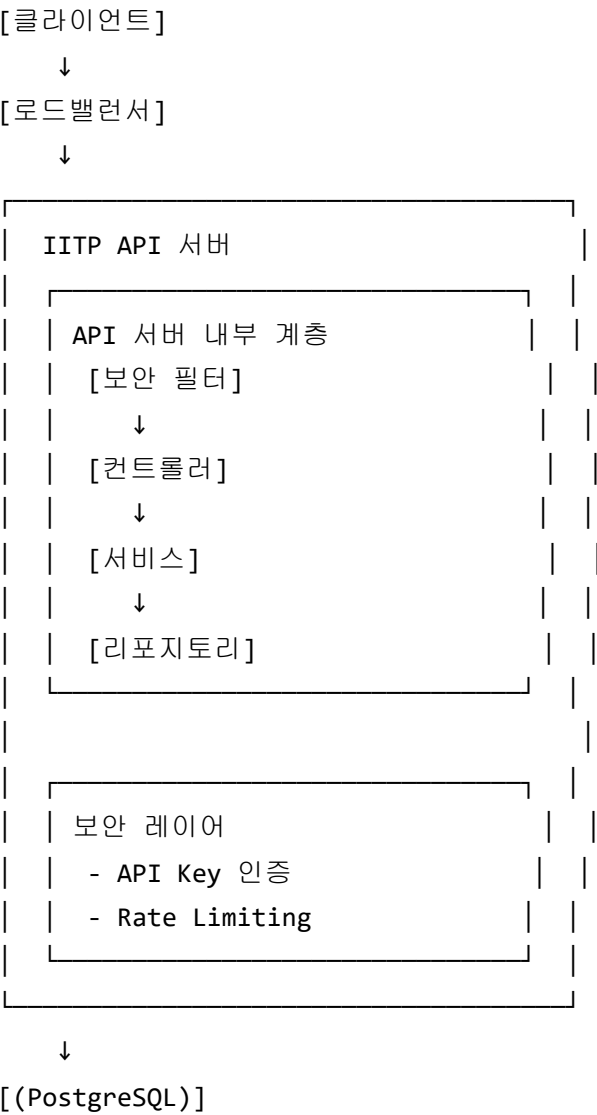 [클라이언트]
↓
[로드밸런서]
↓
IITP API 서버
API 서버 내부 계층
[보안 필터]
↓
[컨트롤러]
↓
[서비스]
↓
[리포지토리]
보안 레이어
- API Key 인증
- Rate Limiting
↓
[(PostgreSQL)]